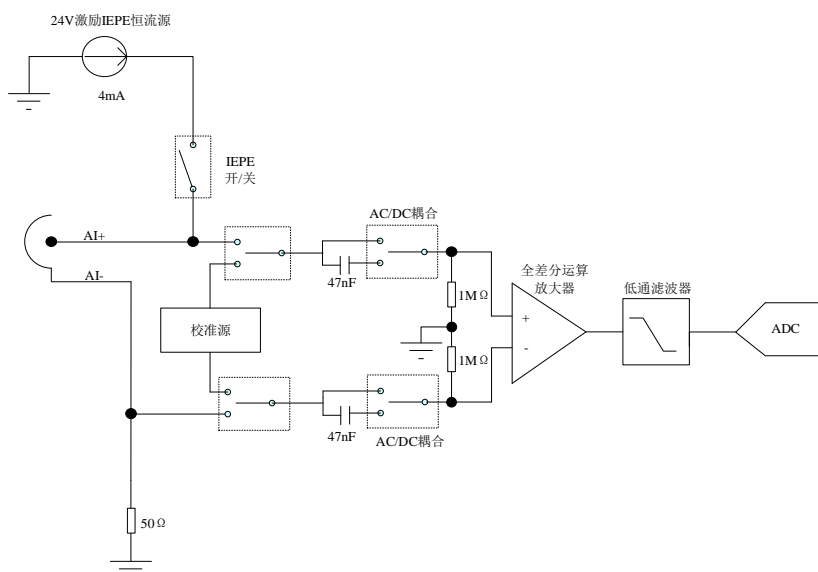 24V激励IEPE恒流源
4mA
IEPE
开/关
AI+
AI-
AC/DC耦合
47nF
1MΩ
全差分运算
放大器
低通滤波器
+
-
ADC
校准源
1MΩ
47nF
AC/DC耦合
50Ω